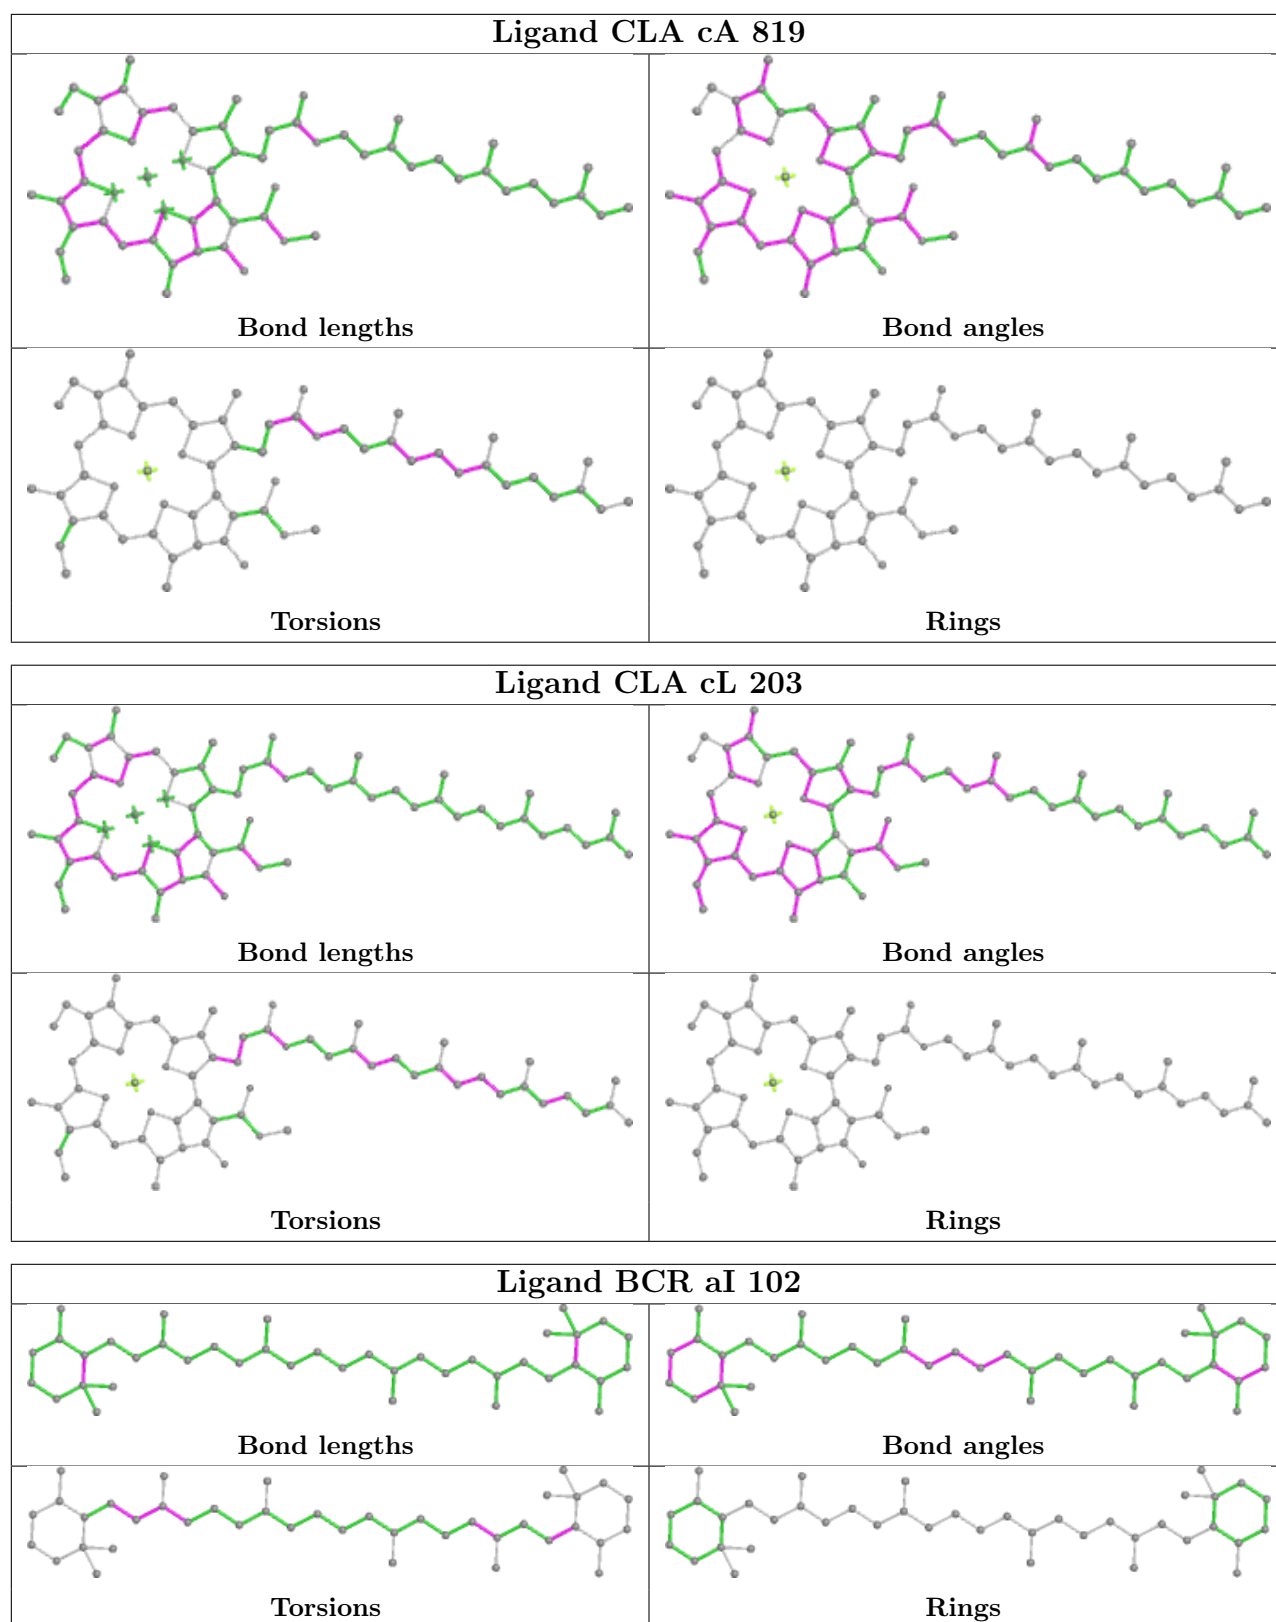 Ligand CLA cA 819
Bond lengths
Bond angles
Torsions
Rings
Ligand CLA cL 203
Bond lengths
Bond angles
Torsions
Rings
Ligand BCR aI 102
Bond lengths
Bond angles
Torsions
Rings